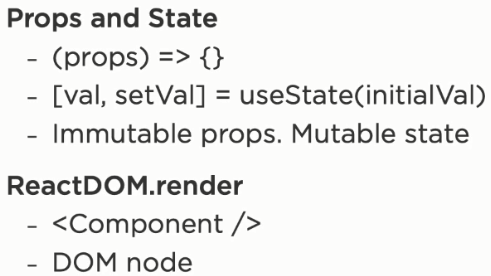 Props and State
- (props) => {}
- [val, setVal] = useState(initialVal)
- Immutable props. Mutable state
ReactDOM.render
- <Component />
- DOM node